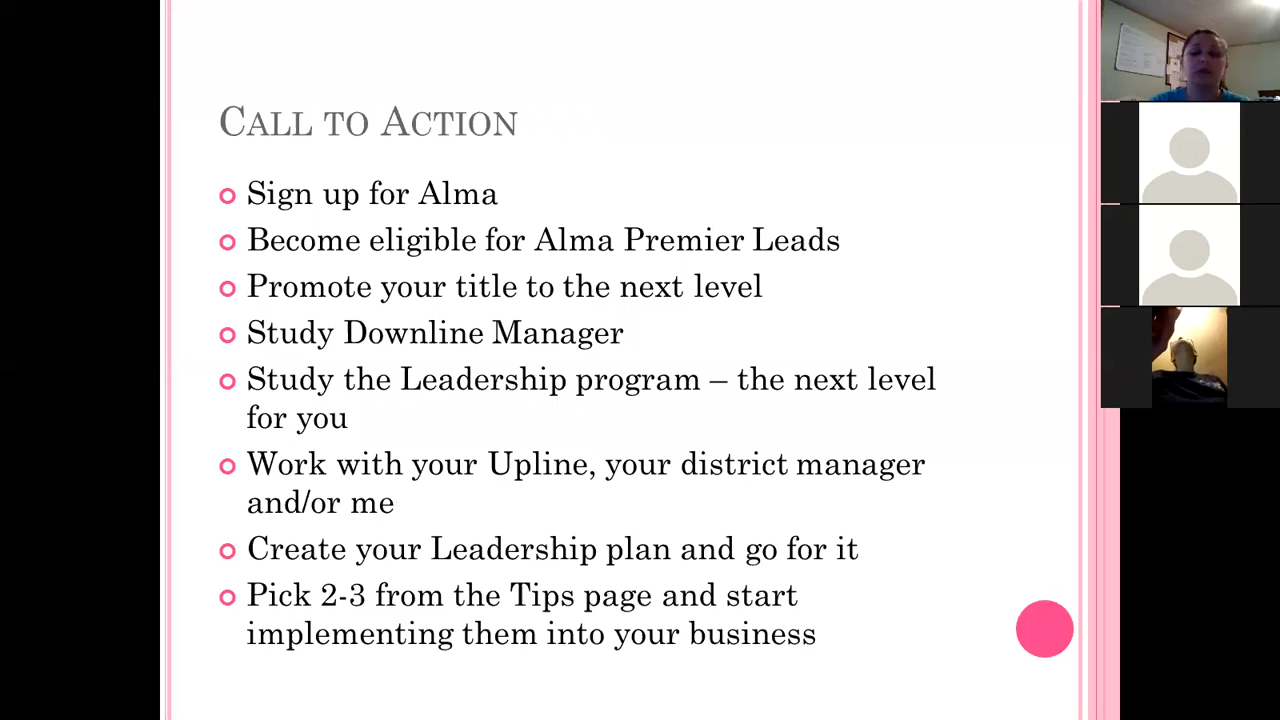 CALL TO ACTION
Sign up for Alma
Become eligible for Alma Premier Leads
Promote your title to the next level
Study Downline Manager
Study the Leadership program – the next level
for you
Work with your Upline, your district manager
and/or me
Create your Leadership plan and go for it
Pick 2-3 from the Tips page and start
implementing them into your business